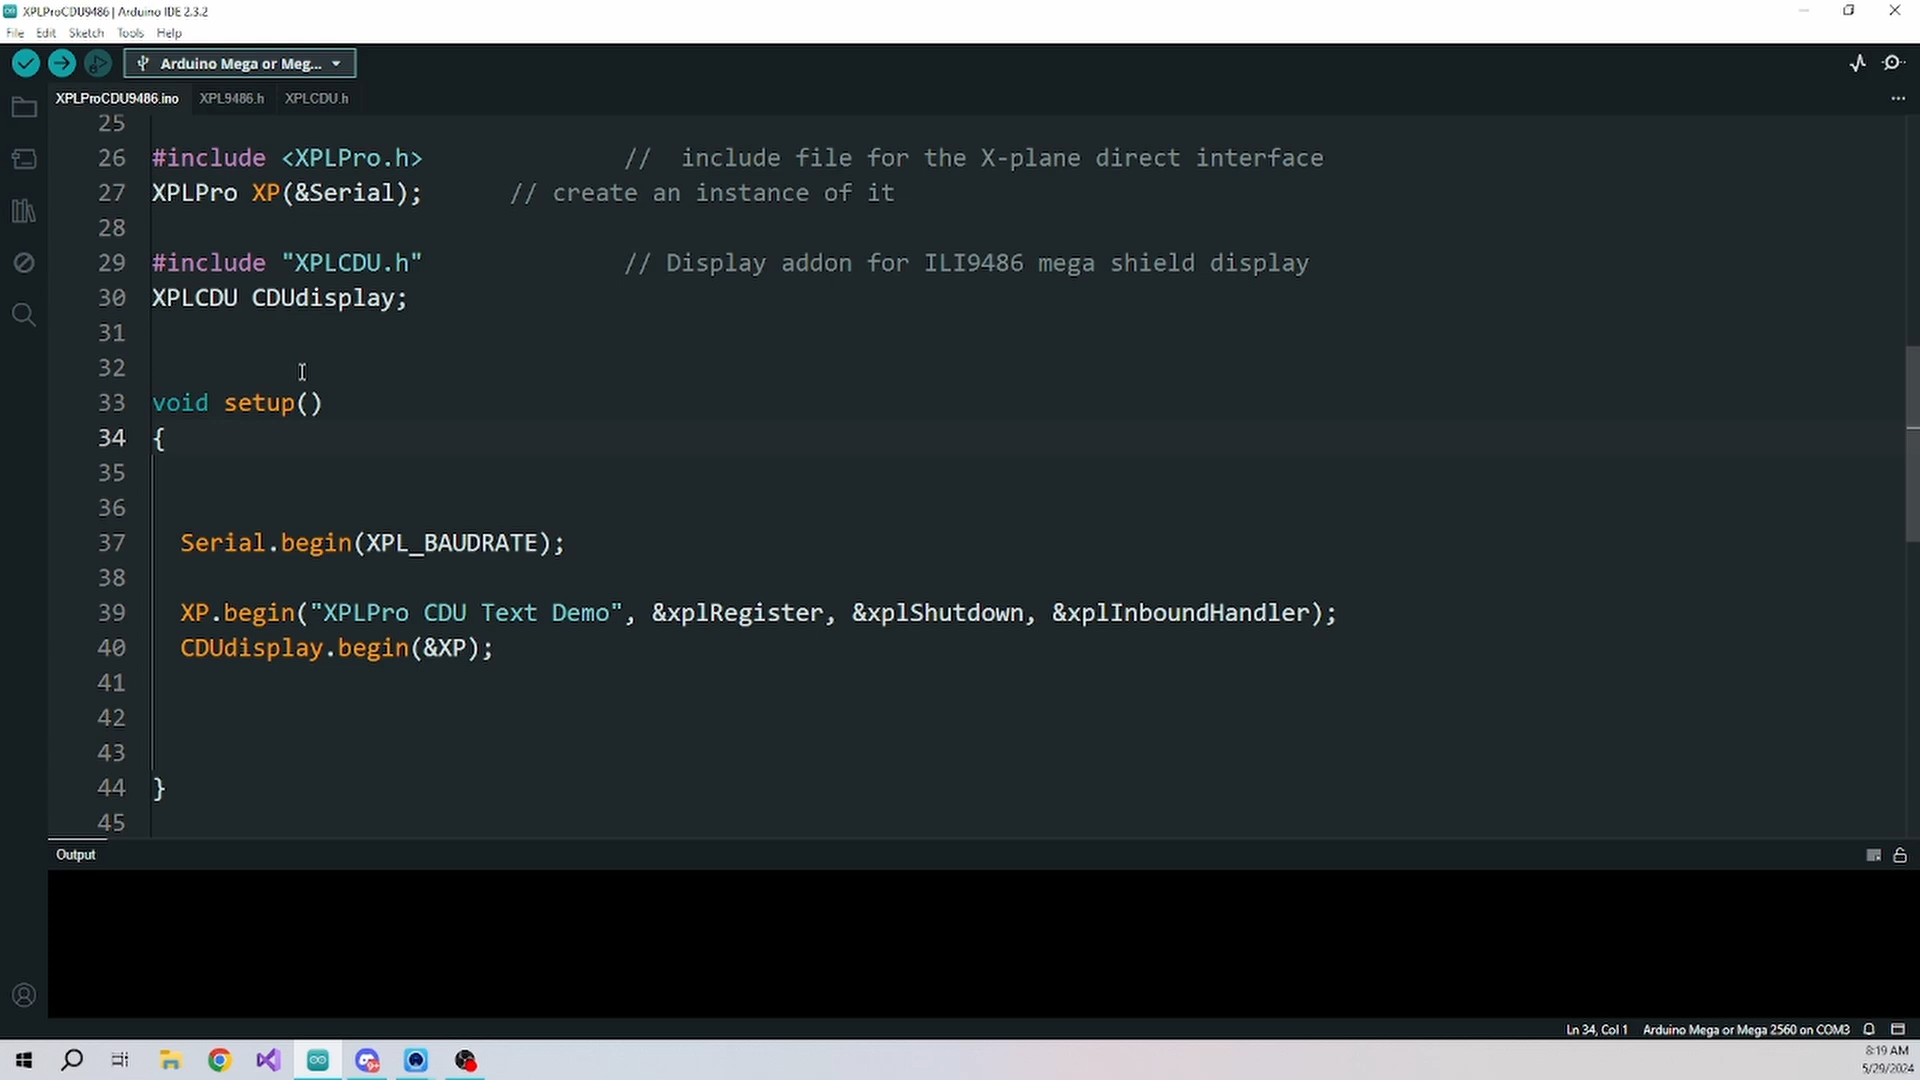 XPLProCDU9486 | Arduino IDE 2.3.2
File Edit Sketch Tools Help
Arduino Mega or Meg...
XPLProCDU9486.ino XPL9486.h XPLCDU.h
25
26 #include <XPLPro.h> // include file for the X-plane direct interface
27 XPLPro XP(&Serial); // create an instance of it
28
29 #include "XPLCDU.h" // Display addon for ILI9486 mega shield display
30 XPLCDU CDUdisplay;
31
32
33 void setup()
34 {
35
36
37 Serial.begin(XPL_BAUDRATE);
38
39 XP.begin("XPLPro CDU Text Demo", &xplRegister, &xplShutdown, &xplInboundHandler);
40 CDUdisplay.begin(&XP);
41
42
43
44 }
45
Output
Ln 34, Col 1 Arduino Mega or Mega 2560 on COM3
8:19 AM
5/29/2024